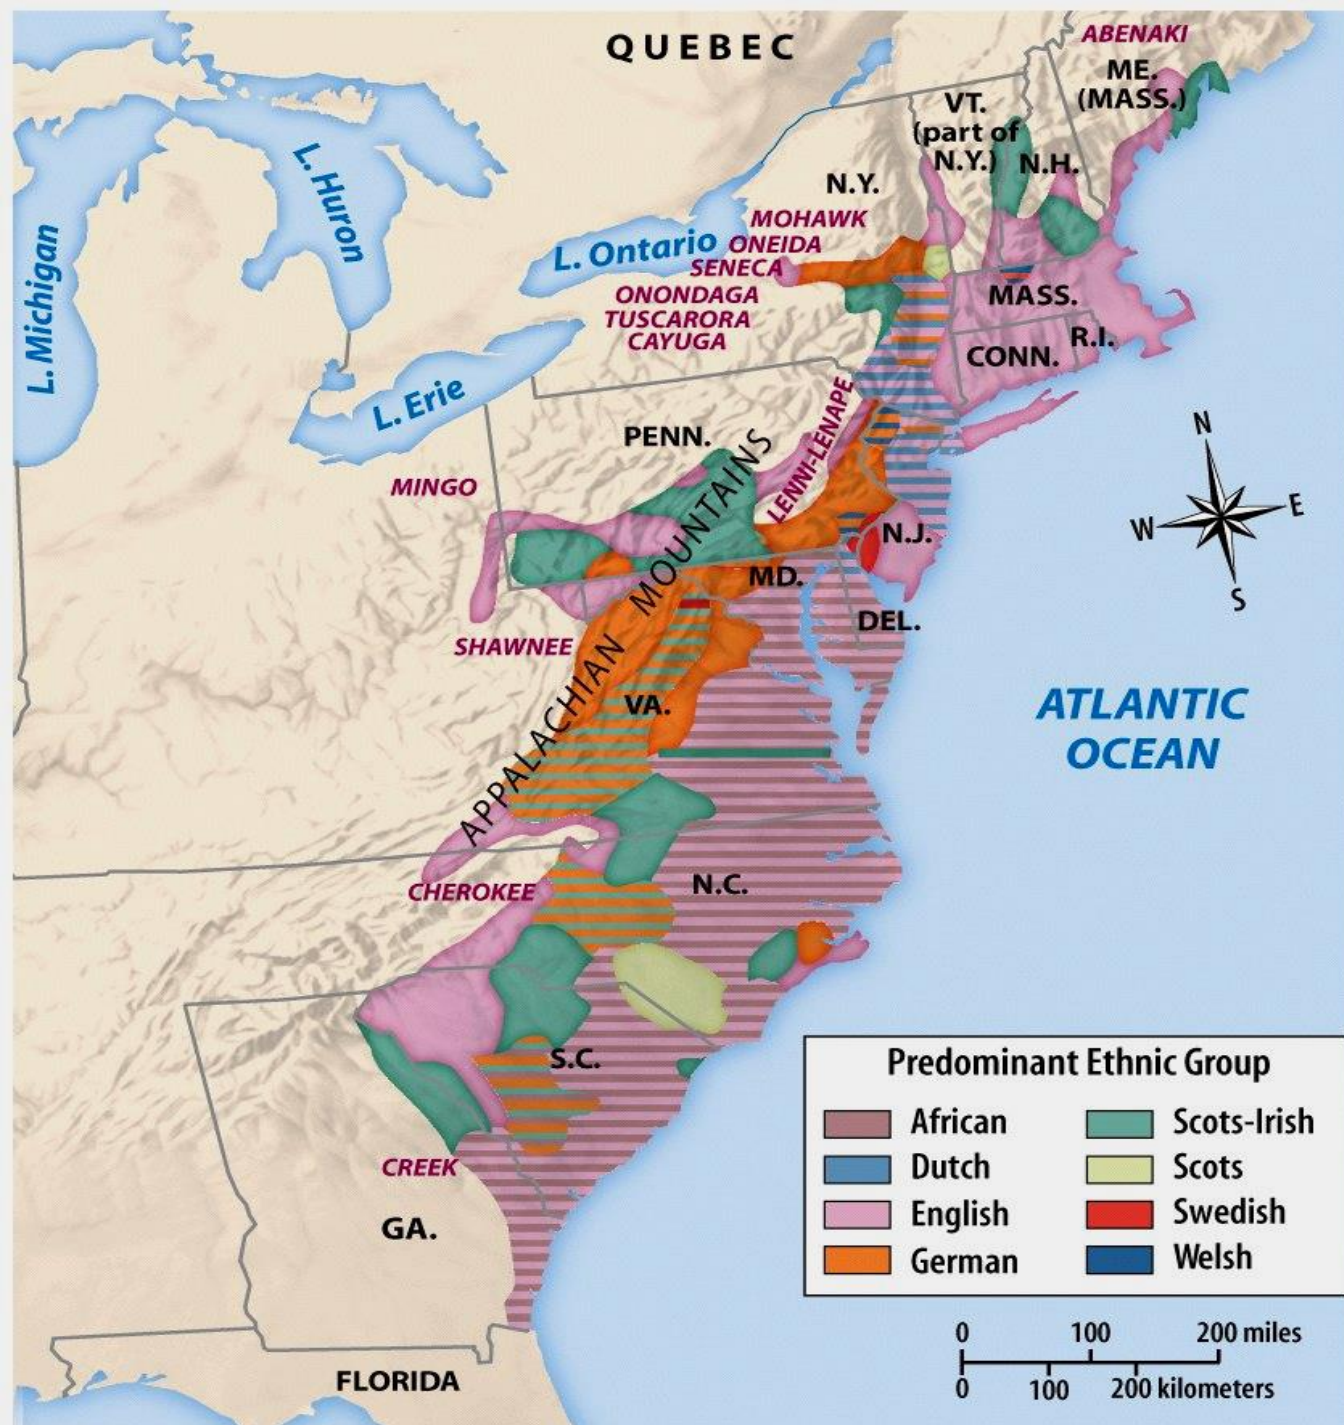 QUEBEC
ABENAKI
ME.
(MASS.)
VT.
(part of
N.Y.)
N.H.
N.Y.
L. Huron
L. Michigan
MOHAWK
L. Ontario
ONEIDA
SENECA
ONONDAGA
TUSCARORA
CAYUGA
MASS.
R.I.
CONN.
L. Erie
PENN.
LENNI-LENAPE
MINGO
N
W
E
S
N.J.
MD.
DEL.
SHAWNEE
APPALACHIAN MOUNTAINS
VA.
ATLANTIC
OCEAN
CHEROKEE
N.C.
S.C.
CREEK
GA.
FLORIDA
Predominant Ethnic Group
African
Dutch
English
German
Scots-Irish
Scots
Swedish
Welsh
0 100 200 miles
0 100 200 kilometers